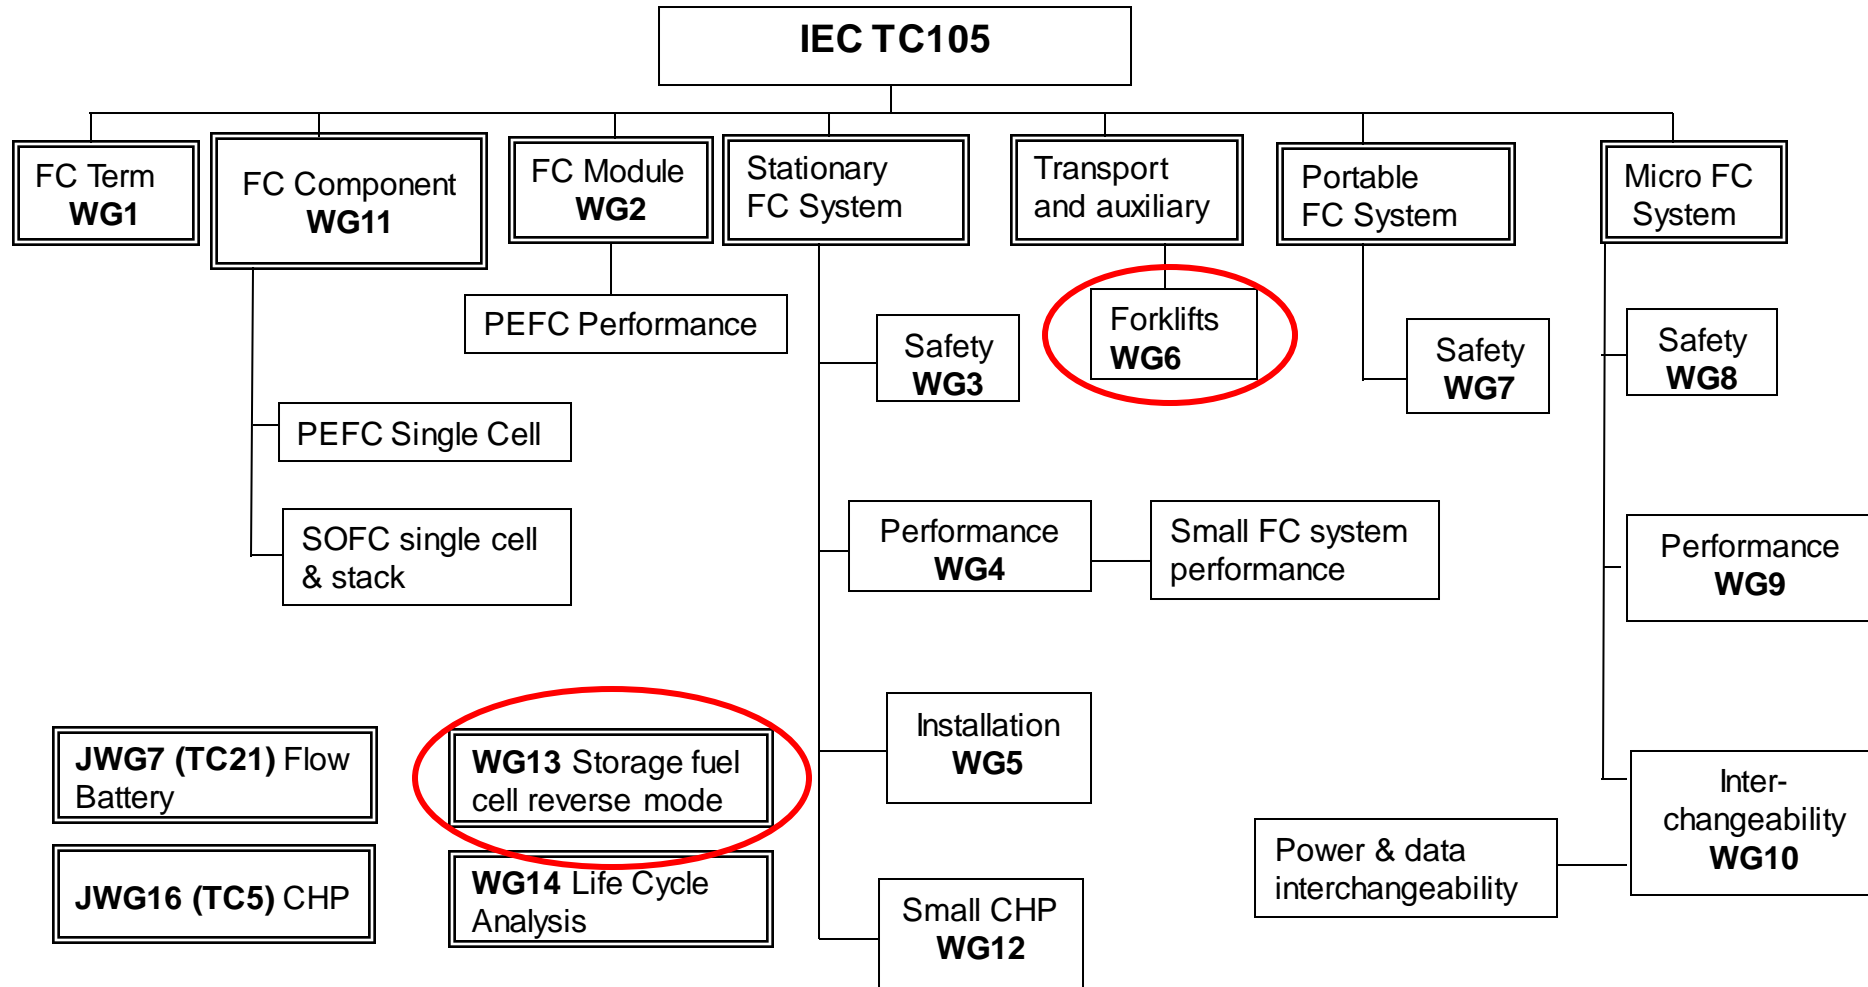 IEC TC105
FC Term
WG1
FC Component
WG11
FC Module
WG2
Stationary
FC System
Transport
and auxiliary
Portable
FC System
Micro FC
System
PEFC Performance
Safety
WG3
Forklifts
WG6
Safety
WG7
Safety
WG8
PEFC Single Cell
SOFC single cell
& stack
Performance
WG4
Small FC system
performance
Performance
WG9
Installation
WG5
JWG7 (TC21) Flow
Battery
WG13 Storage fuel
cell reverse mode
Inter-
changeability
WG10
Power & data
interchangeability
JWG16 (TC5) CHP
WG14 Life Cycle
Analysis
Small CHP
WG12